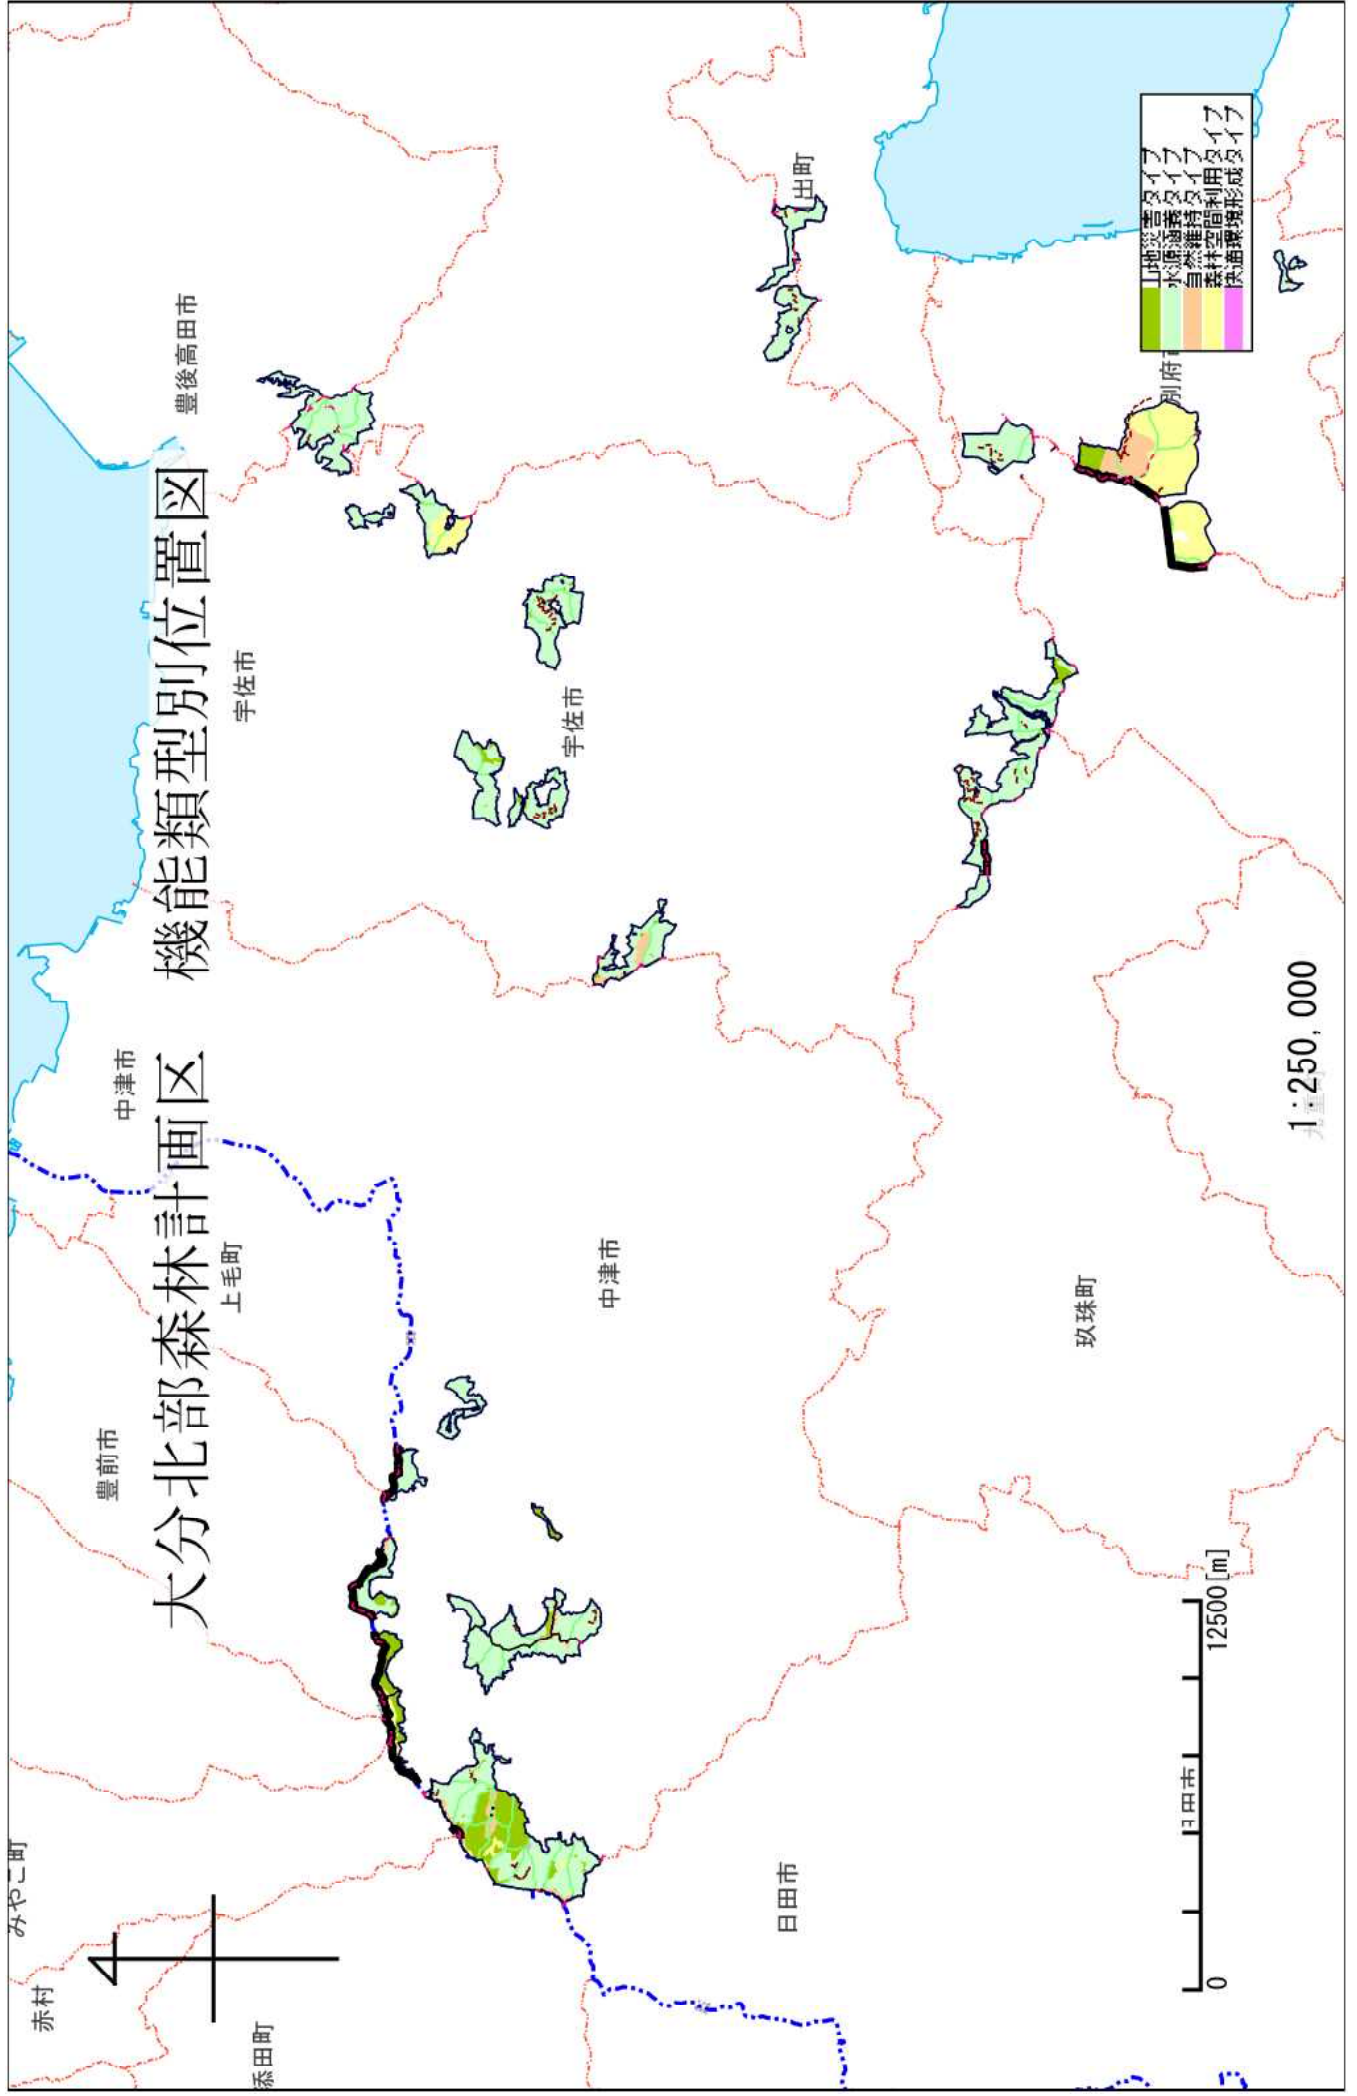 大分北部森林計画区　機能類型別位置図
みやこ町
赤村
添田町
豊前市
上毛町
中津市
豊後高田市
宇佐市
宇佐市
中津市
日田市
玖珠町
出町
別府市
日田市
山地災害タイプ
水源涵養タイプ
自然維持タイプ
森林空間利用タイプ
快適環境形成タイプ
1:250,000
0
12500[m]